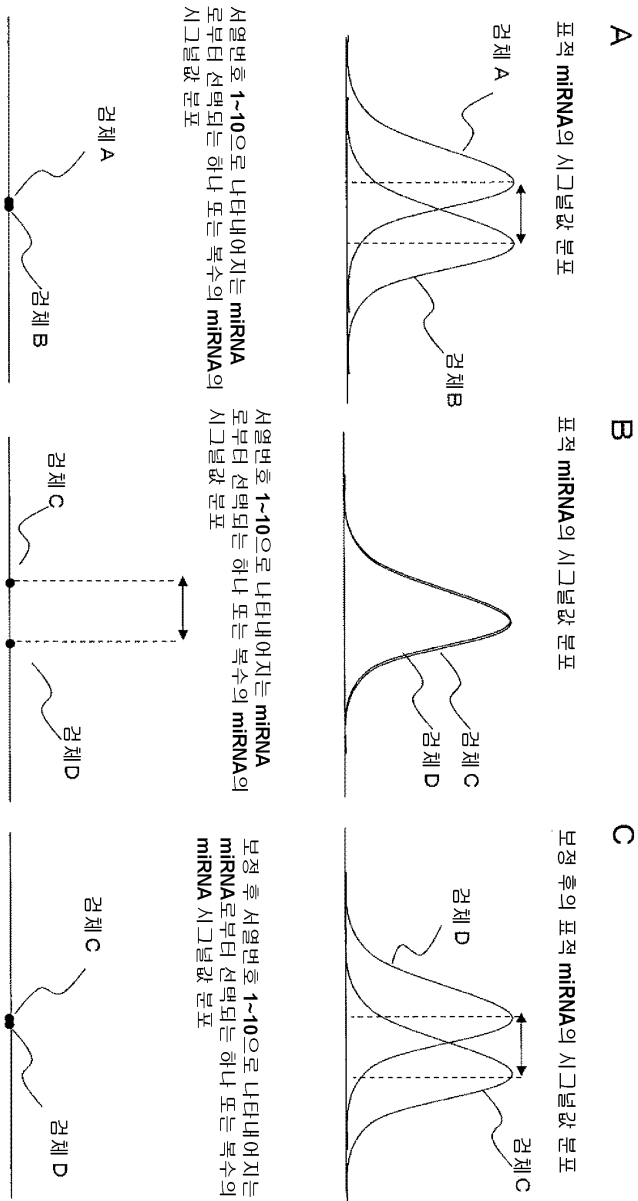 A
표적 miRNA의 시그널값 분포
검체 A
검체B
서열번호 1~10으로 나타내어지는 miRNA
로부터 선택되는 하나 또는 복수의 miRNA의
시그널값 분포
검체 A
검체 B
B
표적 miRNA의 시그널값 분포
검체 C
검체 D
서열번호 1~10으로 나타내어지는 miRNA
로부터 선택되는 하나 또는 복수의 miRNA의
시그널값 분포
검체 C
검체D
C
보정 후의 표적 miRNA의 시그널값 분포
검체 D
검체C
보정 후 서열번호 1~10으로 나타내어지는
miRNA로부터 선택되는 하나 또는 복수의
miRNA 시그널값 분포
검체C
검체 D